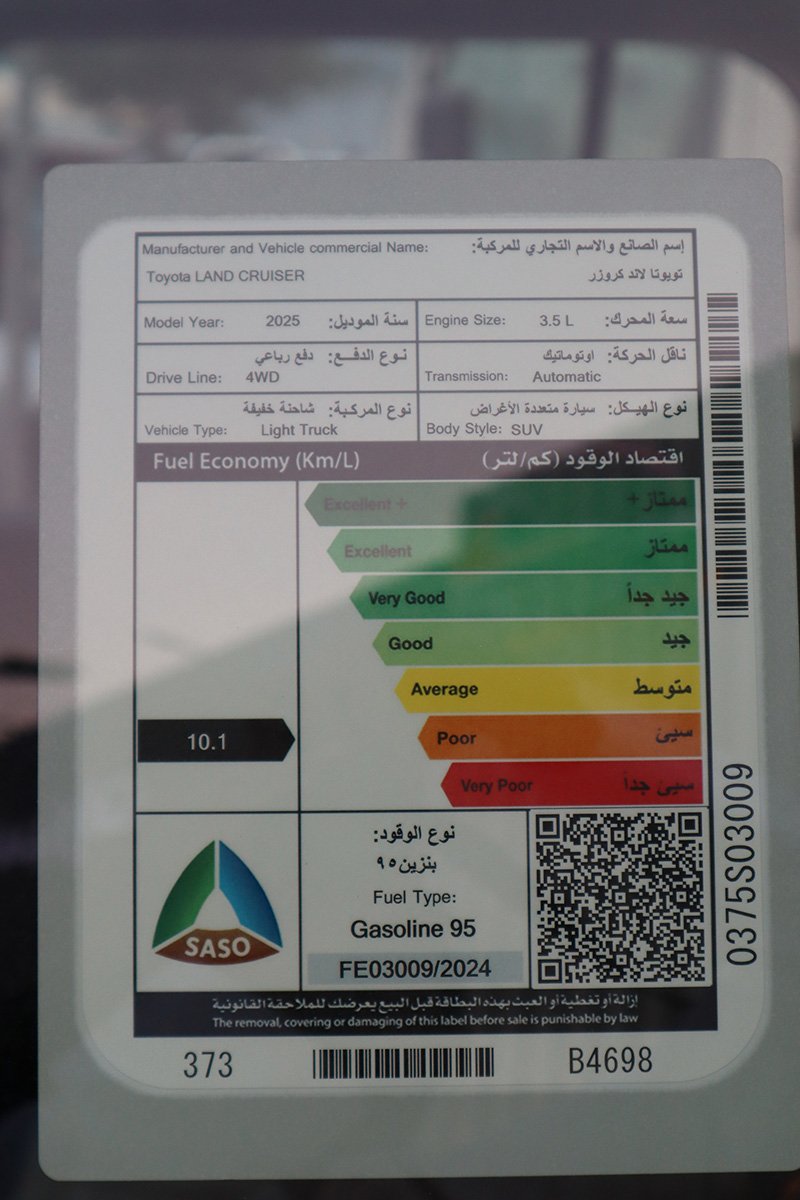 Manufacturer and Vehicle commercial Name: إسم الصانع والاسم التجاري للمركبة:
Toyota LAND CRUISER تويوتا لاند كروزر
Model Year: 2025 سنة الموديل:
Engine Size: 3.5 L سعة المحرك:
نوع الدفع: دفع رباعي
Drive Line: 4WD
ناقل الحركة: اوتوماتيك
Transmission: Automatic
نوع المركبة: شاحنة خفيفة
Vehicle Type: Light Truck
نوع الهيكل: سيارة متعددة الأغراض
Body Style: SUV
Fuel Economy (Km/L) اقتصاد الوقود (كم/لتر)
Excellent + ممتاز +
Excellent ممتاز
Very Good جيد جداً
Good جيد
Average متوسط
10.1
Poor سيئ
Very Poor سيئ جداً
SASO
نوع الوقود:
بنزين ٩٥
Fuel Type:
Gasoline 95
FE03009/2024
إزالة أو تغطية أو العبث بهذه البطاقة قبل البيع يعرضك للملاحقة القانونية
The removal, covering or damaging of this label before sale is punishable by law
373
B4698
0375S03009